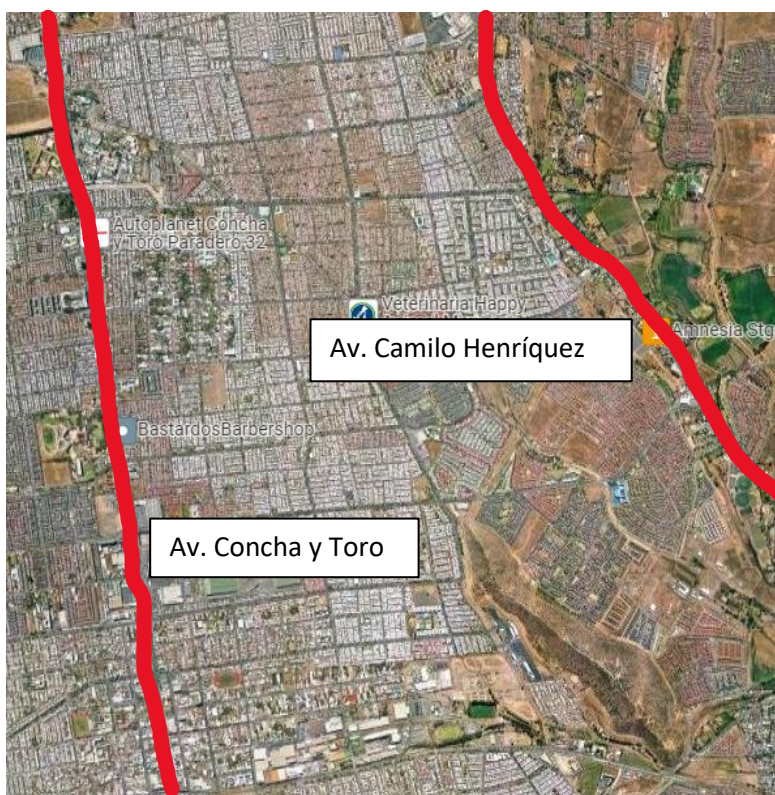 Autoplanet Concha
y Toro Paradero 32
Veterinaria Happy
Amnesia Stg
Av. Camilo Henríquez
BastardosBarbershop
Av. Concha y Toro